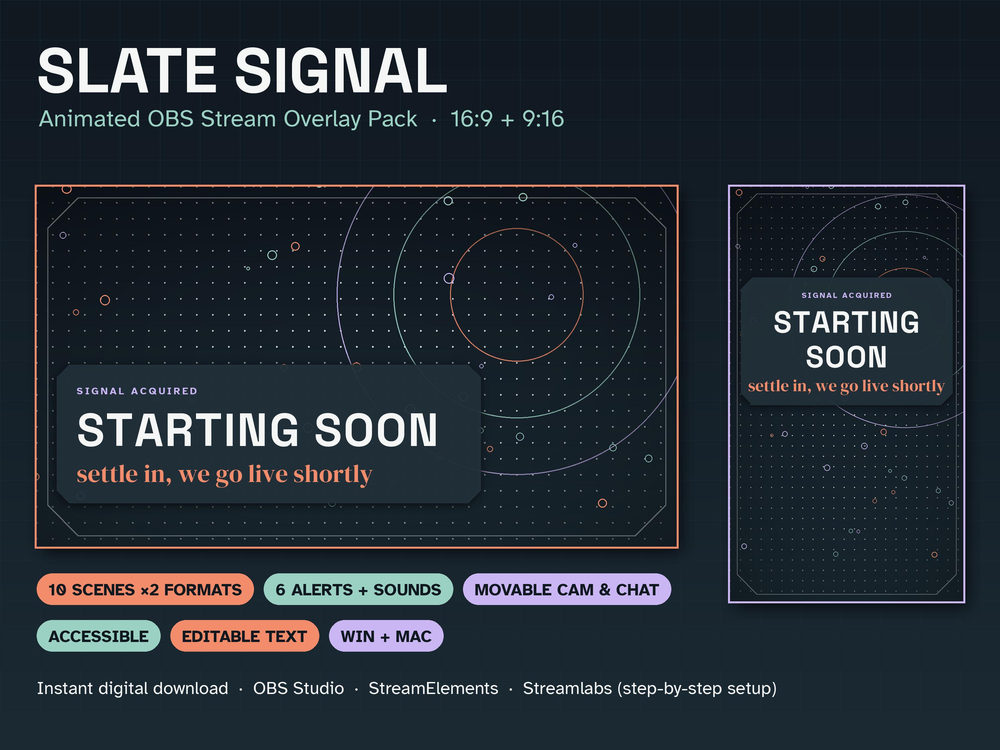 SLATE SIGNAL
Animated OBS Stream Overlay Pack · 16:9 + 9:16
SIGNAL ACQUIRED
STARTING SOON
settle in, we go live shortly
SIGNAL ACQUIRED
STARTING
SOON
settle in, we go live shortly
10 SCENES ×2 FORMATS
6 ALERTS + SOUNDS
MOVABLE CAM & CHAT
ACCESSIBLE
EDITABLE TEXT
WIN + MAC
Instant digital download · OBS Studio · StreamElements · Streamlabs (step-by-step setup)